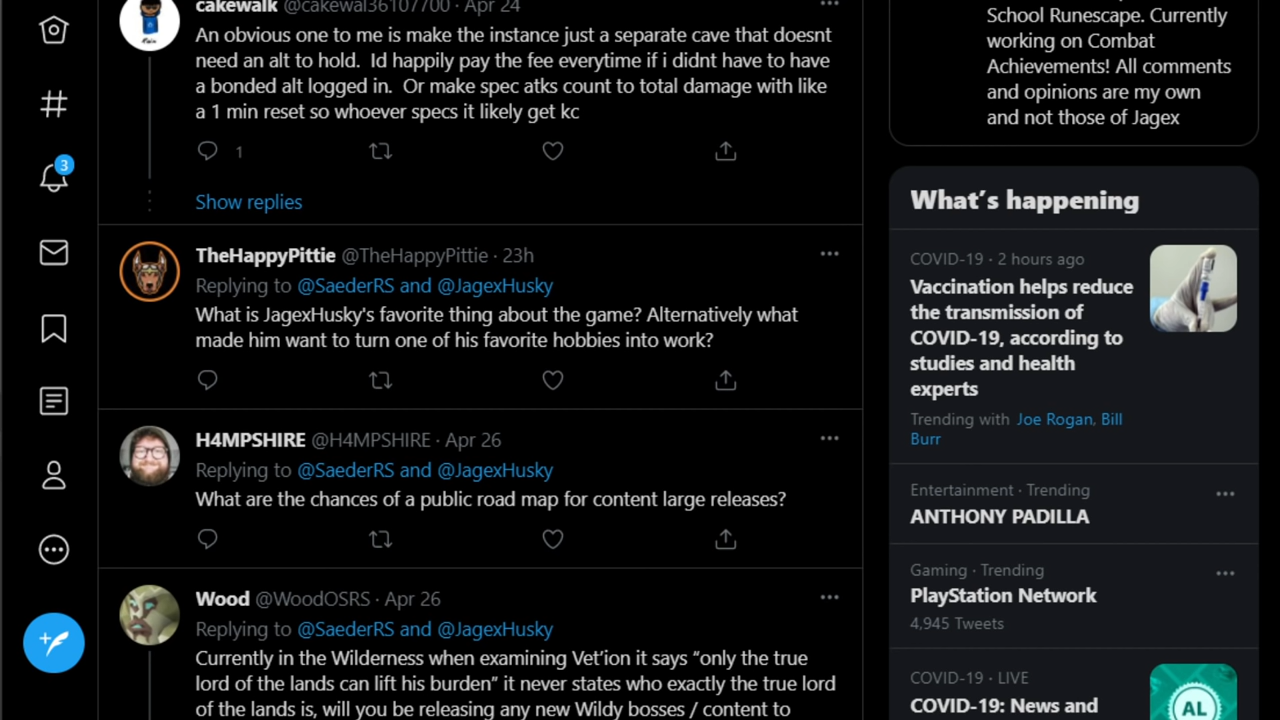 cakewalk @cakewal36107700 · Apr 24
An obvious one to me is make the instance just a separate cave that doesnt
need an alt to hold.  Id happily pay the fee everytime if i didnt have to have
a bonded alt logged in.  Or make spec atks count to total damage with like
a 1 min reset so whoever specs it likely get kc
1
Show replies
TheHappyPittie @TheHappyPittie · 23h
Replying to @SaederRS and @JagexHusky
What is JagexHusky's favorite thing about the game? Alternatively what
made him want to turn one of his favorite hobbies into work?
H4MPSHIRE @H4MPSHIRE · Apr 26
Replying to @SaederRS and @JagexHusky
What are the chances of a public road map for content large releases?
Wood @WoodOSRS · Apr 26
Replying to @SaederRS and @JagexHusky
Currently in the Wilderness when examining Vet’ion it says “only the true
lord of the lands can lift his burden” it never states who exactly the true lord
of the lands is, will you be releasing any new Wildy bosses / content to
3
School Runescape. Currently
working on Combat
Achievements! All comments
and opinions are my own
and not those of Jagex
What’s happening
COVID-19 · 2 hours ago
Vaccination helps reduce
the transmission of
COVID-19, according to
studies and health
experts
Trending with Joe Rogan, Bill
Burr
Entertainment · Trending
ANTHONY PADILLA
Gaming · Trending
PlayStation Network
4,945 Tweets
COVID-19 · LIVE
COVID-19: News and
AL